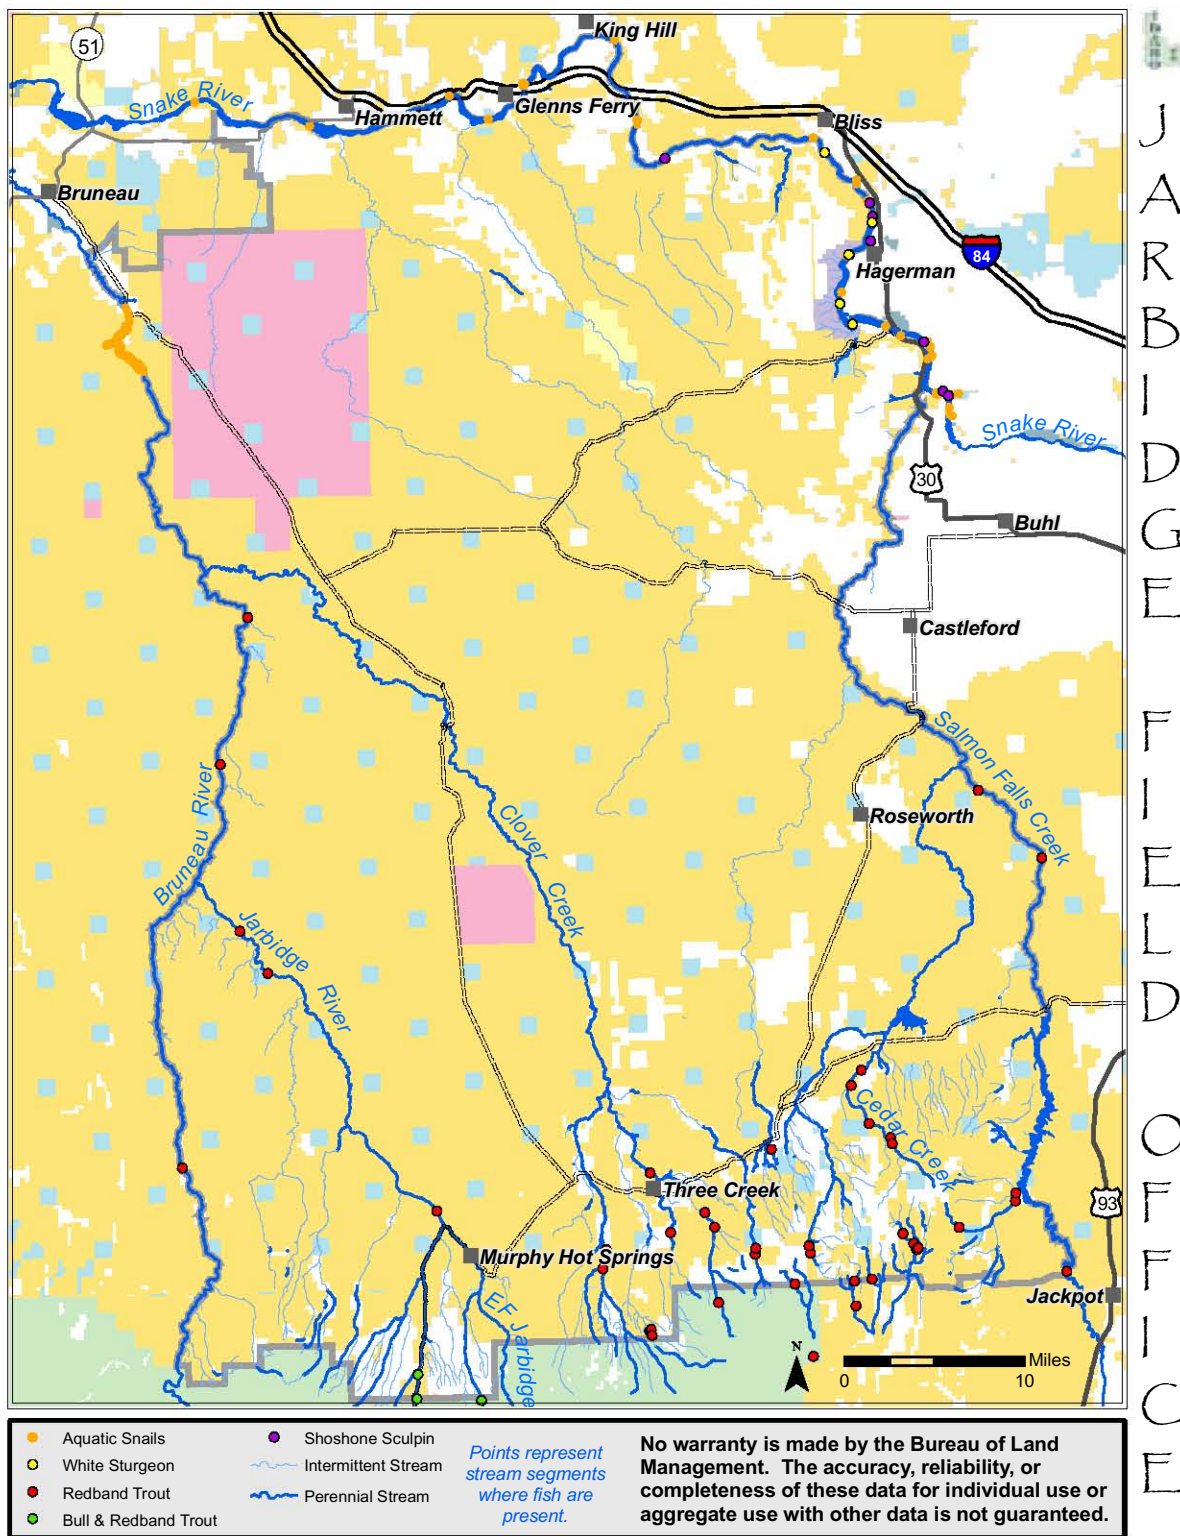 King Hill
51
Snake River
Hammett
Glenns Ferry
Bliss
Bruneau
84
Hagerman
Snake River
30
Buhl
Castleford
Salmon Falls Creek
Roseworth
Bruneau River
Clover Creek
Jarbidge River
Cedar Creek
Three Creek
93
Murphy Hot Springs
EF Jarbidge
Jackpot
N
Miles
0 10
JARBIDGE FIELD OFFICE
Aquatic Snails
White Sturgeon
Redband Trout
Bull & Redband Trout
Shoshone Sculpin
Intermittent Stream
Perennial Stream
Points represent
stream segments
where fish are
present.
No warranty is made by the Bureau of Land
Management. The accuracy, reliability, or
completeness of these data for individual use or
aggregate use with other data is not guaranteed.